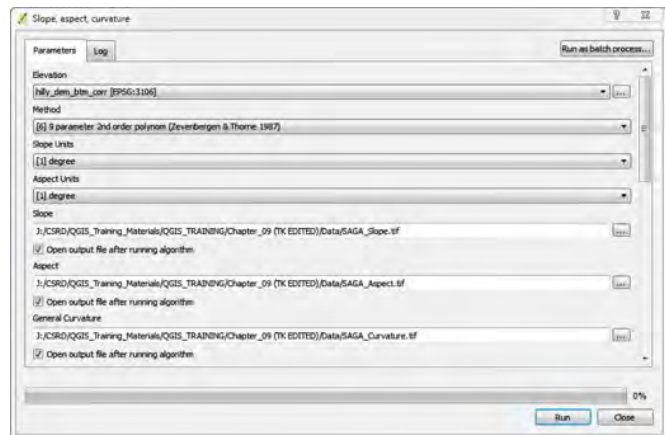 Slope, aspect, curvature
Parameters
Log
Run as batch process...
Elevation
hilly_dem_btm_corr [EPSG:3106]
...
Method
[6] 9 parameter 2nd order polynom (Zevenbergen & Thorne 1987)
Slope Units
[1] degree
Aspect Units
[1] degree
Slope
J:/CSRD/QGIS_Training_Materials/QGIS_TRAINING/Chapter_09 (TK EDITED)/Data/SAGA_Slope.tif
...
Open output file after running algorithm
Aspect
J:/CSRD/QGIS_Training_Materials/QGIS_TRAINING/Chapter_09 (TK EDITED)/Data/SAGA_Aspect.tif
...
Open output file after running algorithm
General Curvature
J:/CSRD/QGIS_Training_Materials/QGIS_TRAINING/Chapter_09 (TK EDITED)/Data/SAGA_Curvature.tif
...
Open output file after running algorithm
0%
Run
Close